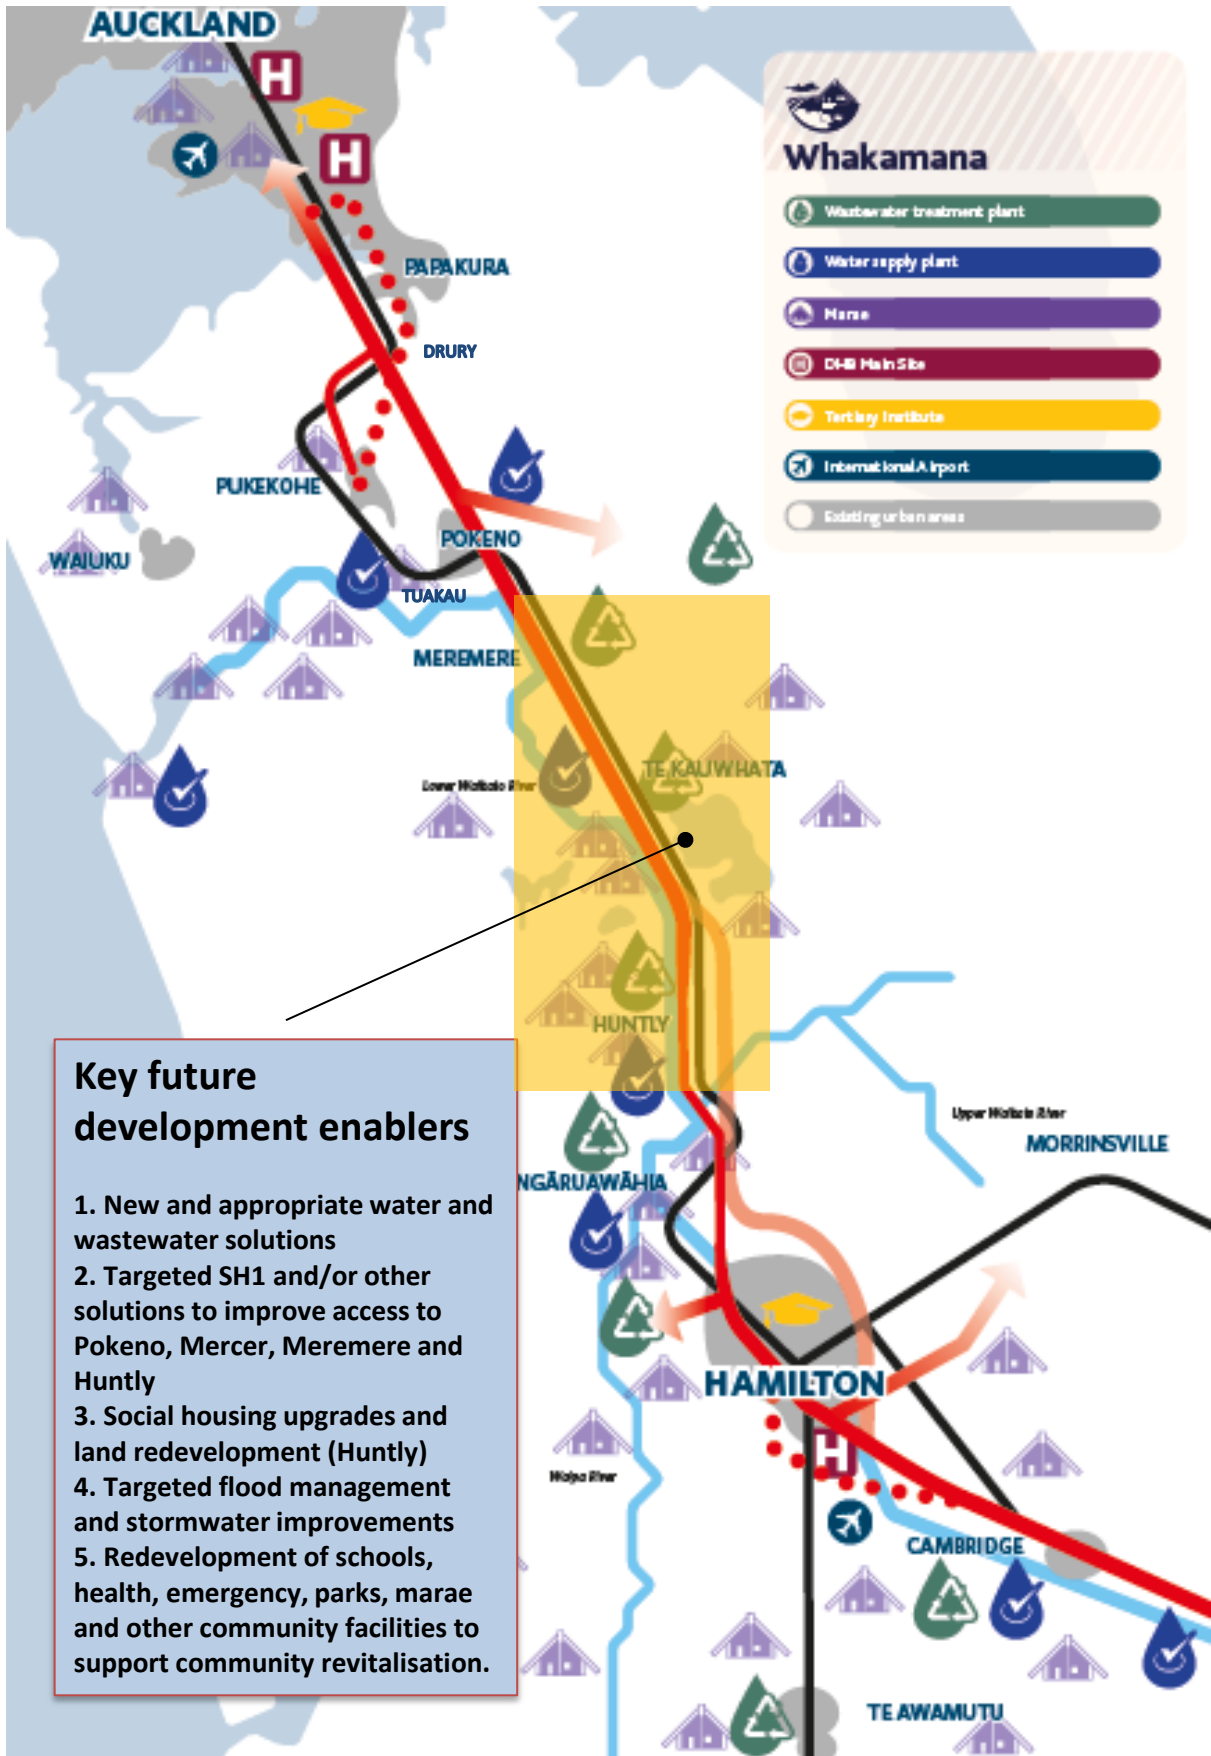 AUCKLAND
H
H
Whakamana
Wastewater treatment plant
Water supply plant
Marae
DHB Main Site
Tertiary Institute
International Airport
Existing urban areas
PAPAKURA
DRURY
PUKEKOHE
WAIUKU
POKENO
TUAKAU
MEREMERE
TE KAUWHATA
Lower Waikato River
HUNTLY
Key future
development enablers
1. New and appropriate water and
wastewater solutions
2. Targeted SH1 and/or other
solutions to improve access to
Pokeno, Mercer, Meremere and
Huntly
3. Social housing upgrades and
land redevelopment (Huntly)
4. Targeted flood management
and stormwater improvements
5. Redevelopment of schools,
health, emergency, parks, marae
and other community facilities to
support community revitalisation.
Upper Waikato River
MORRINSVILLE
NGĀRUAWĀHIA
HAMILTON
H
Waipa River
CAMBRIDGE
TE AWAMUTU